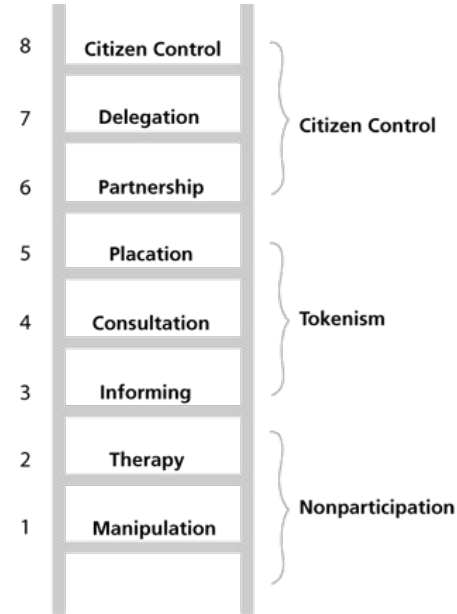 8 Citizen Control
7 Delegation
Citizen Control
6 Partnership
5 Placation
4 Consultation
Tokenism
3 Informing
2 Therapy
Nonparticipation
1 Manipulation